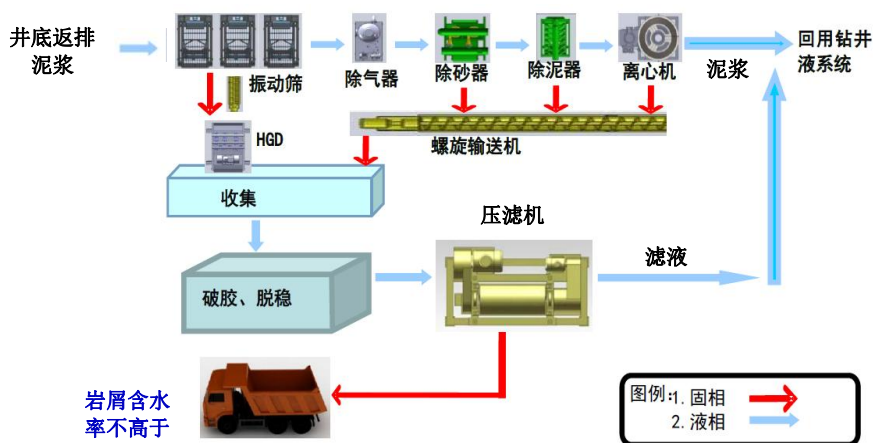 井底返排
泥浆
振动筛
除气器
除砂器
除泥器
离心机
泥浆
回用钻井
液系统
HGD
螺旋输送机
收集
压滤机
滤液
破胶、脱稳
岩屑含水
率不高于
图例:1. 固相
2. 液相